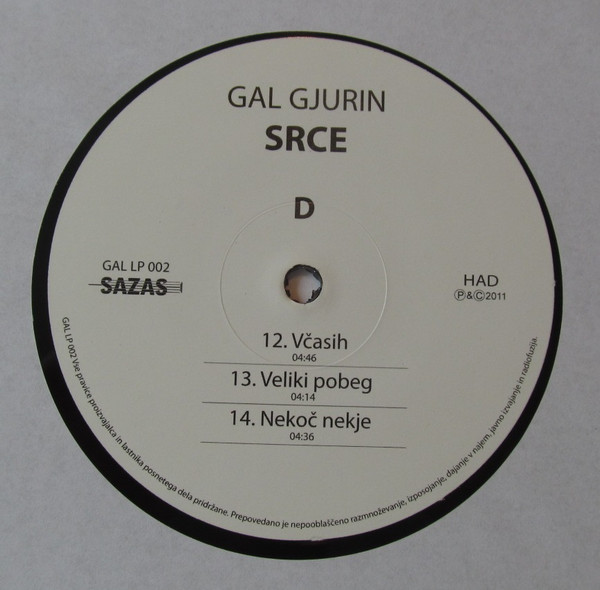 GAL GJURIN
SRCE
D
GAL LP 002
SAZAS
HAD
Ⓟ&Ⓒ2011
12. Včasih
04:46
13. Veliki pobeg
04:14
14. Nekoč nekje
04:36
GAL LP 002 Vse pravice proizvajalca in lastnika posnetega dela pridržane. Prepovedano je nepooblaščeno razmnoževanje, izposojanje, dajanje v najem, javno izvajanje in radiofuzija.